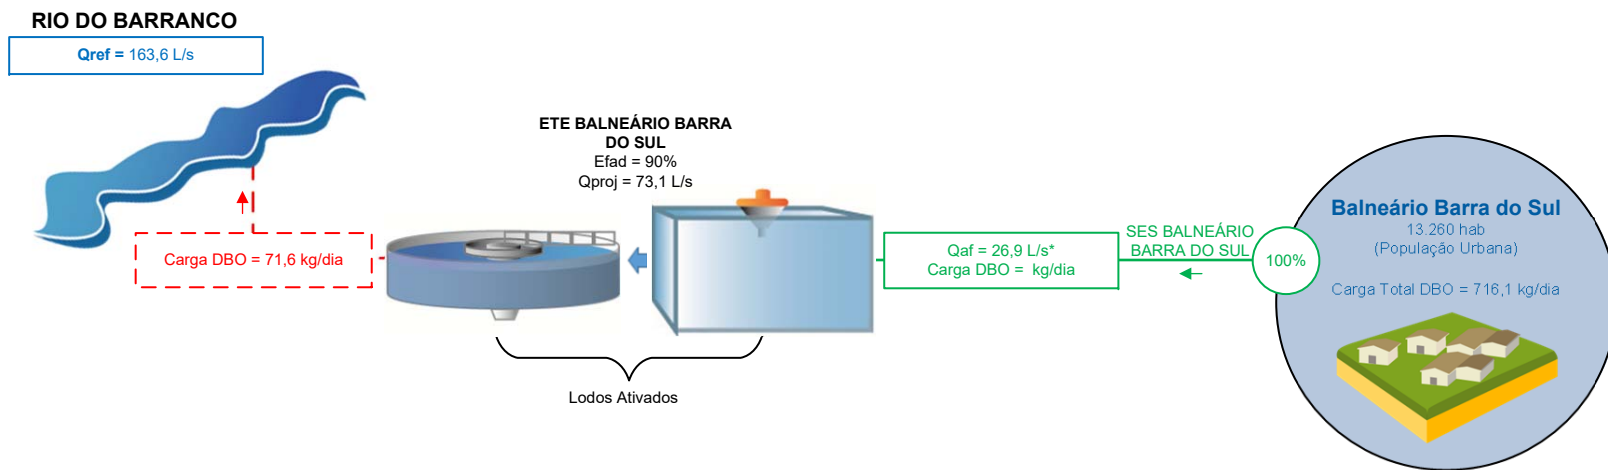 RIO DO BARRANCO
Qref = 163,6 L/s
ETE BALNEÁRIO BARRA
DO SUL
Efad = 90%
Qproj = 73,1 L/s
Carga DBO = 71,6 kg/dia
Qaf = 26,9 L/s*
Carga DBO =  kg/dia
SES BALNEÁRIO
BARRA DO SUL
100%
Balneário Barra do Sul
13.260 hab
(População Urbana)
Carga Total DBO = 716,1 kg/dia
Lodos Ativados